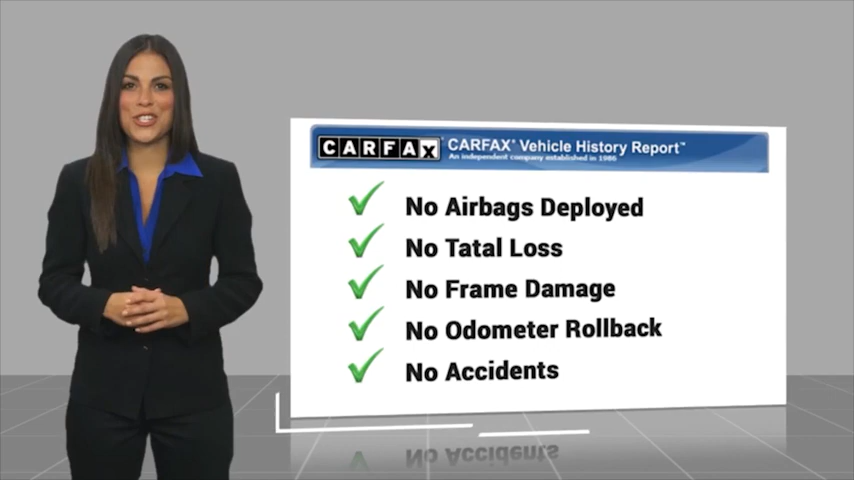 CARFAX CARFAX® Vehicle History Report™
An independent company established in 1986
No Airbags Deployed
No Tatal Loss
No Frame Damage
No Odometer Rollback
No Accidents
No Accidents